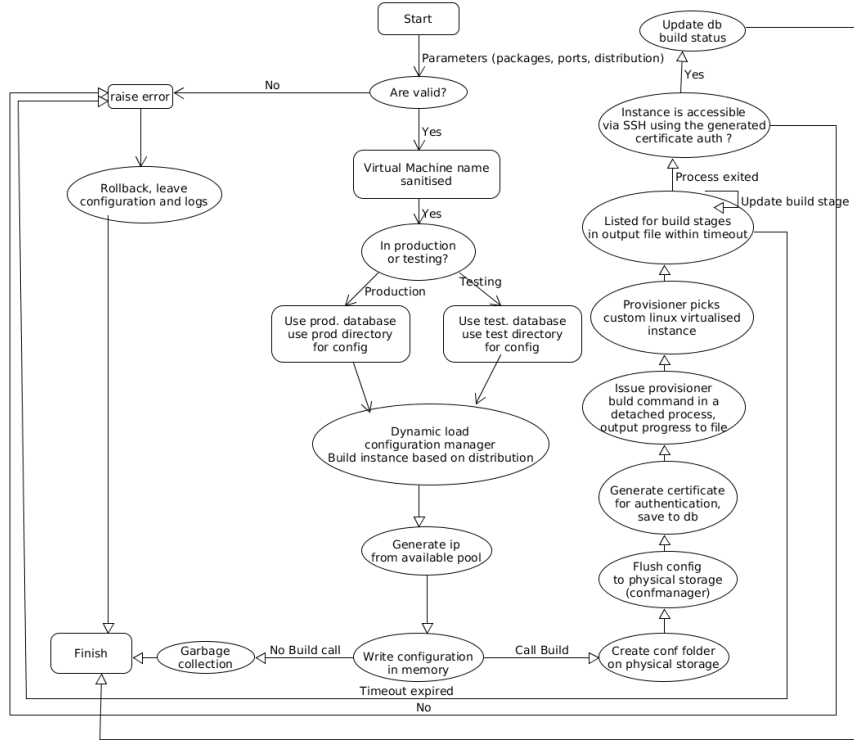 Start
Parameters (packages, ports, distribution)
Are valid?
No
raise error
Yes
Rollback, leave
configuration and logs
Virtual Machine name
sanitised
Yes
In production
or testing?
Production
Testing
Use prod. database
use prod directory
for config
Use test. database
use test directory
for config
Dynamic load
configuration manager
Build instance based on distribution
Generate ip
from available pool
Write configuration
in memory
No Build call
Garbage
collection
Finish
Call Build
Create conf folder
on physical storage
Flush config
to physical storage
(confmanager)
Generate certificate
for authentication,
save to db
Issue provisioner
buld command in a
detached process,
output progress to file
Provisioner picks
custom linux virtualised
instance
Listed for build stages
in output file within timeout
Update build stage
Process exited
Instance is accessible
via SSH using the generated
certificate auth ?
Yes
Update db
build status
Timeout expired
No